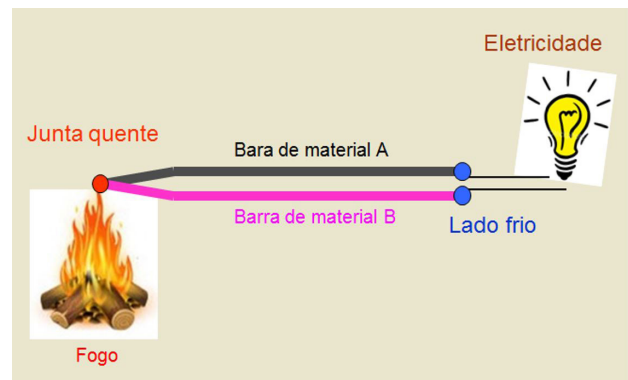 Eletricidade
Junta quente
Bara de material A
Barra de material B
Lado frio
Fogo